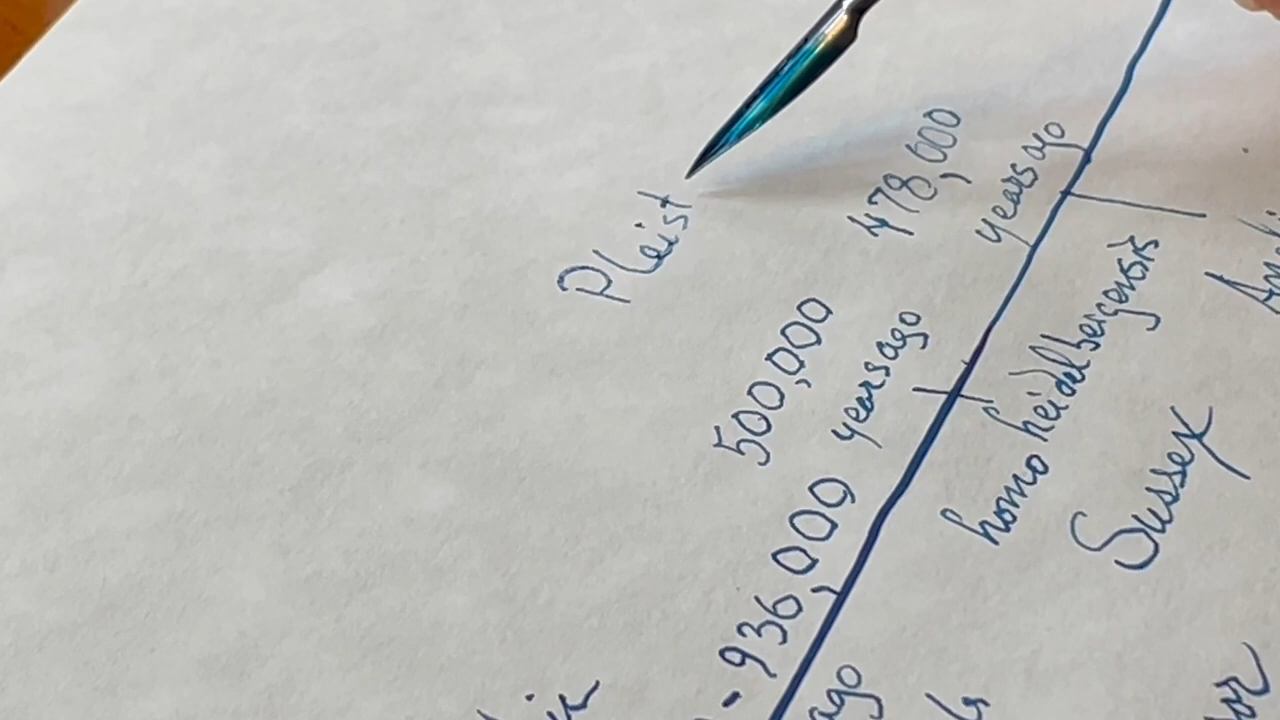 Pleist
478,000
years ago
500,000
years ago
936,000
homo heidelbergensis
Sussex
ago